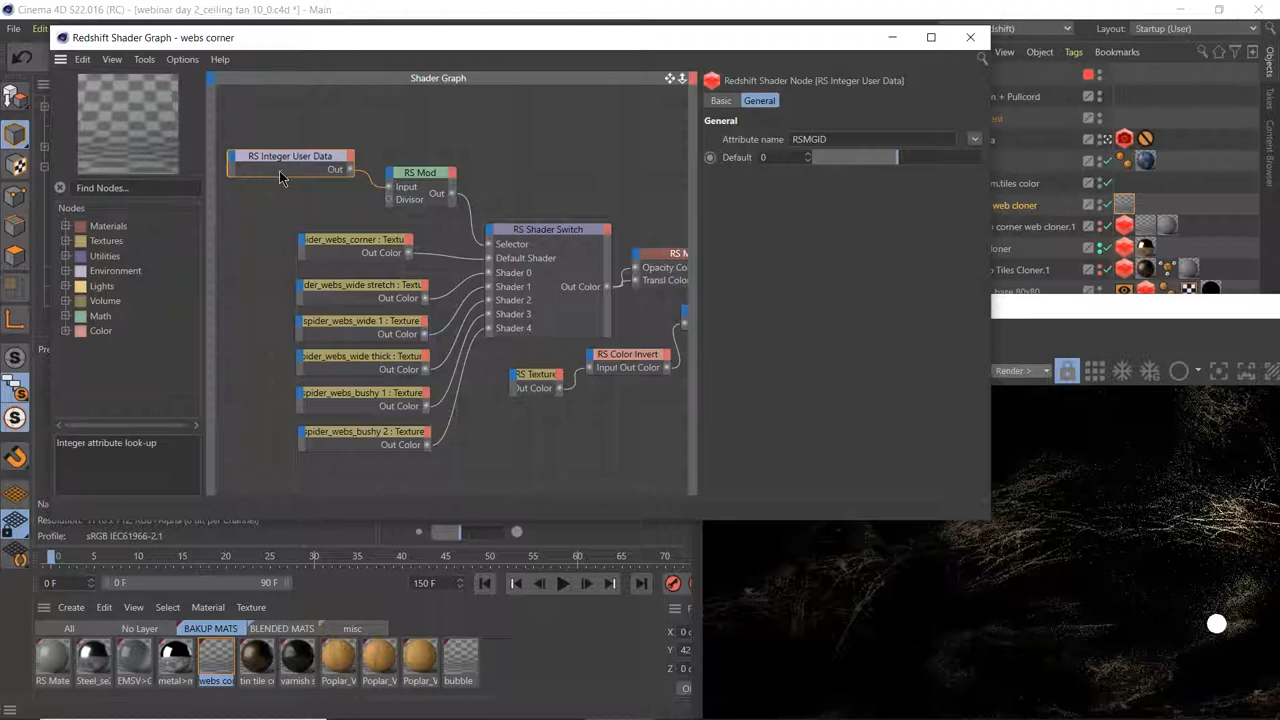 Cinema 4D S22.016 (RC) - [webinar day 2_ceiling fan 10_0.c4d *] - Main
File
Layout: Startup (User)
Redshift Shader Graph - webs corner
Object
Tags
Bookmarks
Edit
View
Tools
Options
Help
Shader Graph
Redshift Shader Node [RS Integer User Data]
Basic
General
General
Attribute name
RSMGID
Default
0
n + Pullcord
Objects
Takes
RS Integer User Data
Out
RS Mod
Input
Out
Divisor
Find Nodes...
Nodes
Materials
Textures
Utilities
Environment
Lights
Volume
Math
Color
ider_webs_corner : Textu
Out Color
RS Shader Switch
Selector
Default Shader
Shader 0
Shader 1
Out Color
Shader 2
Shader 3
Shader 4
RS M
Opacity Co
Transl Color
der_webs_wide stretch : Textu
Out Color
spider_webs_wide 1 : Texture
Out Color
spider_webs_wide thick : Textu
Out Color
spider_webs_bushy 1 : Texture
Out Color
spider_webs_bushy 2 : Texture
Out Color
RS Color Invert
Input Out Color
RS Texture
Out Color
m.tiles color
web cloner
corner web cloner.1
loner
Tiles Cloner.1
base 80x80
Render >
Integer attribute look-up
Na
Profile: sRGB IEC61966-2.1
0 5 10 15 20 25 30 35 40 45 50 55 60 65 70
0 F
0 F
90 F
150 F
Create
Edit
View
Select
Material
Texture
All
No Layer
BAKUP MATS
BLENDED MATS
misc
X
Y
Z
RS Mate
Steel_se
EMSV>C
metal>m
webs co
tin tile c
varnish s
Poplar_V
Poplar_V
Poplar_V
bubble